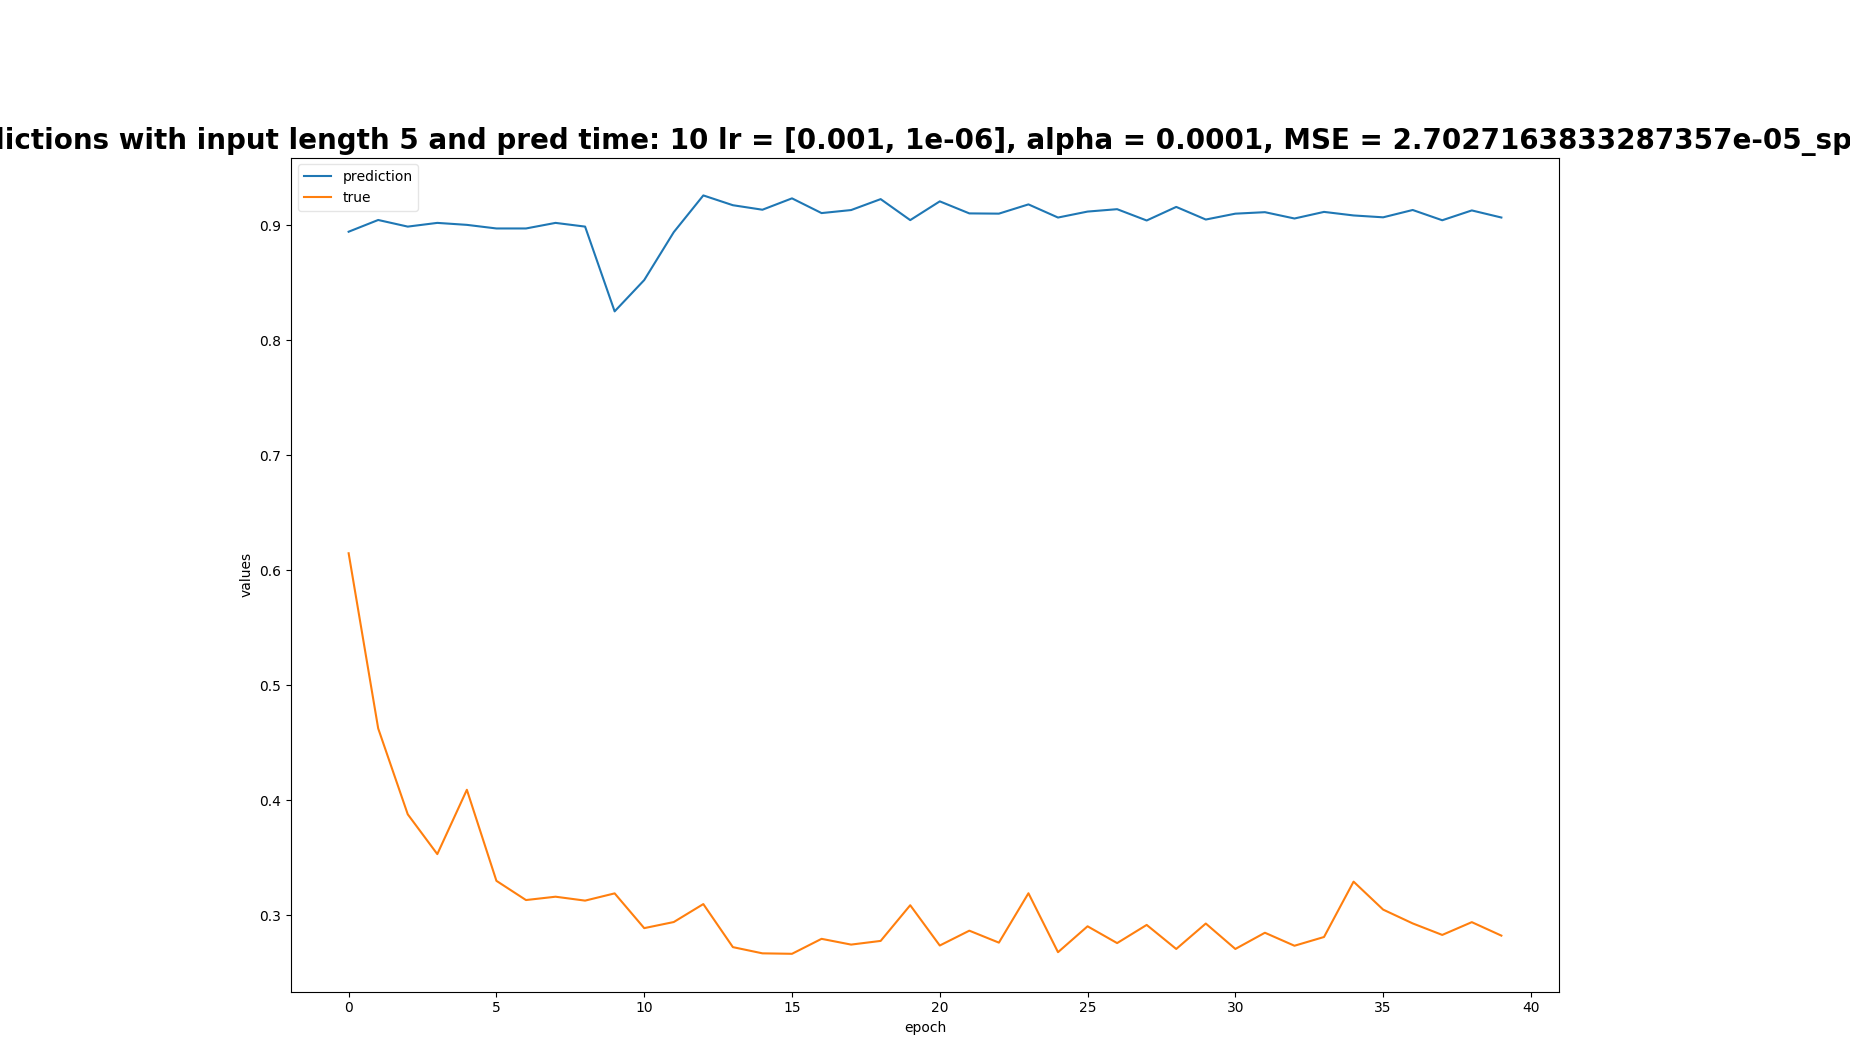 dictions with input length 5 and pred time: 10 lr = [0.001, 1e-06], alpha = 0.0001, MSE = 2.7027163833287357e-05_sp
prediction
true
0.9
0.8
0.7
0.6
0.5
0.4
0.3
values
0 5 10 15 20 25 30 35 40
epoch